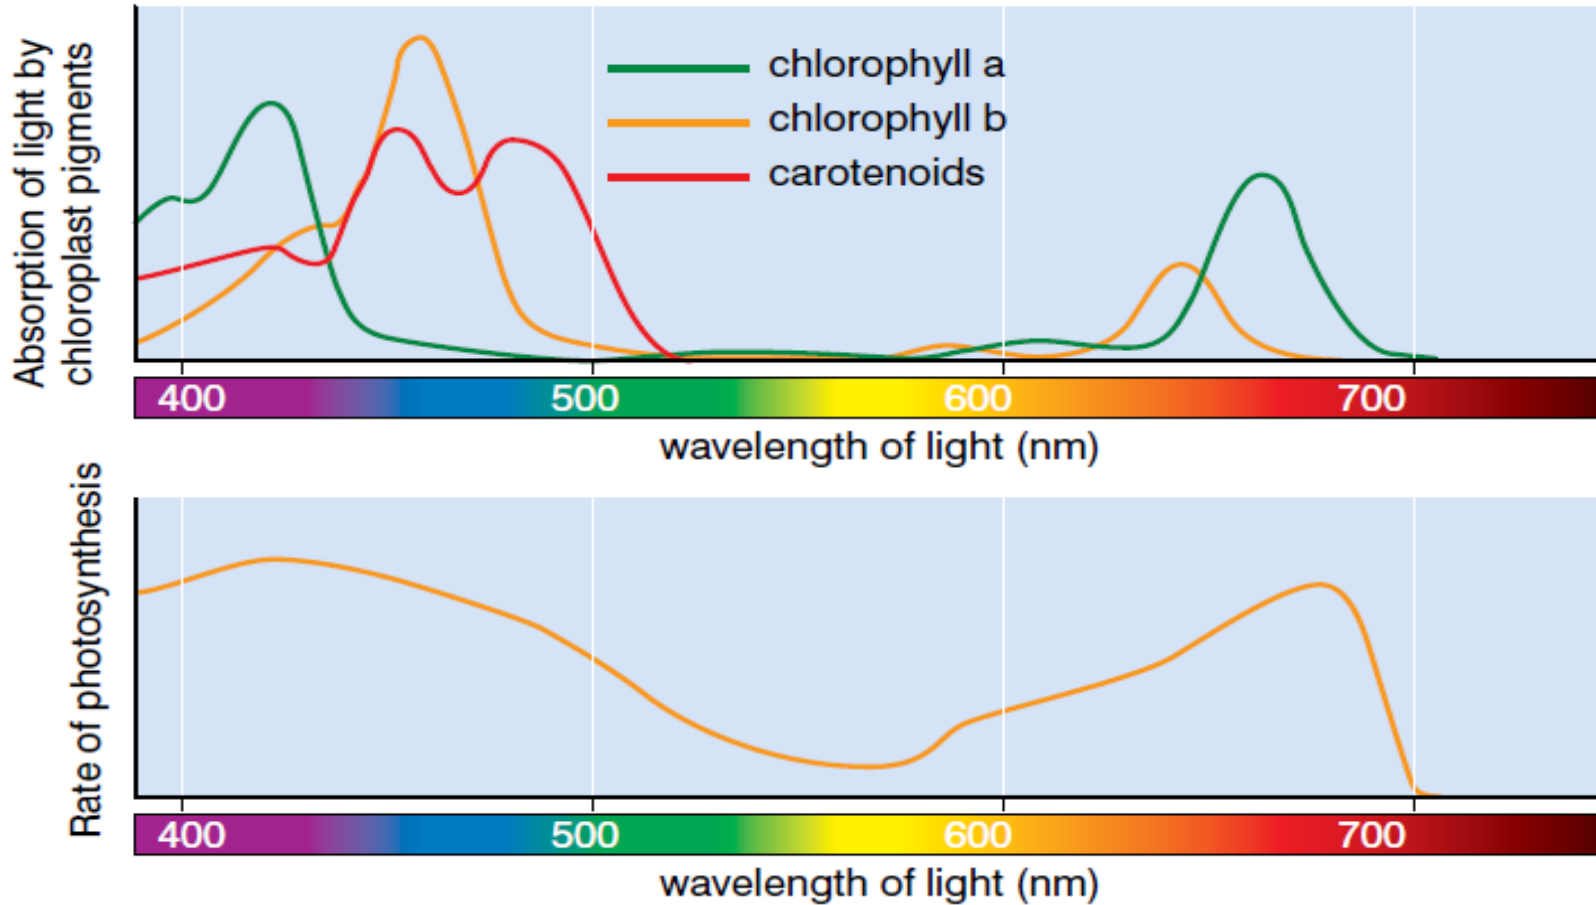 Absorption of light by
chloroplast pigments
chlorophyll a
chlorophyll b
carotenoids
400 500 600 700
wavelength of light (nm)
Rate of photosynthesis
400 500 600 700
wavelength of light (nm)